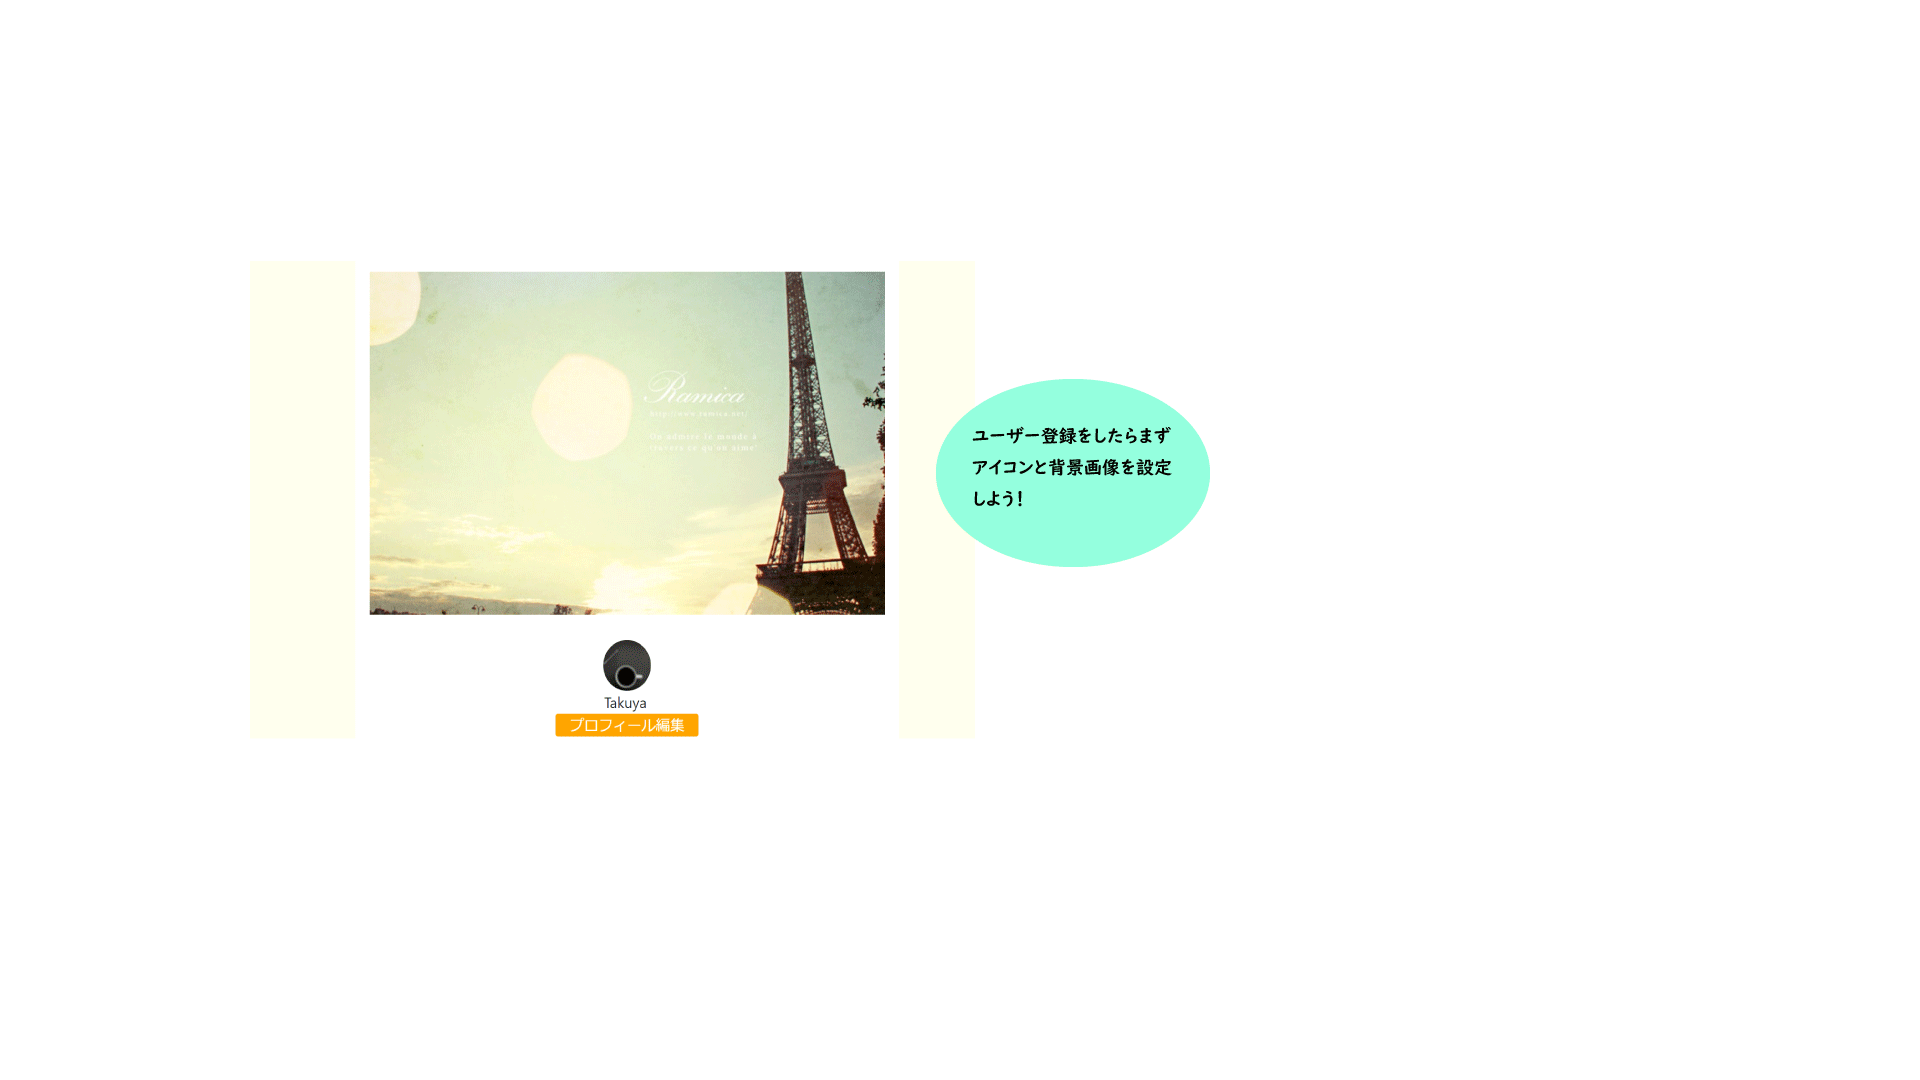 Ramica
http://www.ramica.net/
On admire le monde à
travers ce qu'on aime!
ユーザー登録をしたらまず
アイコンと背景画像を設定
しよう!
Takuya
プロフィール編集